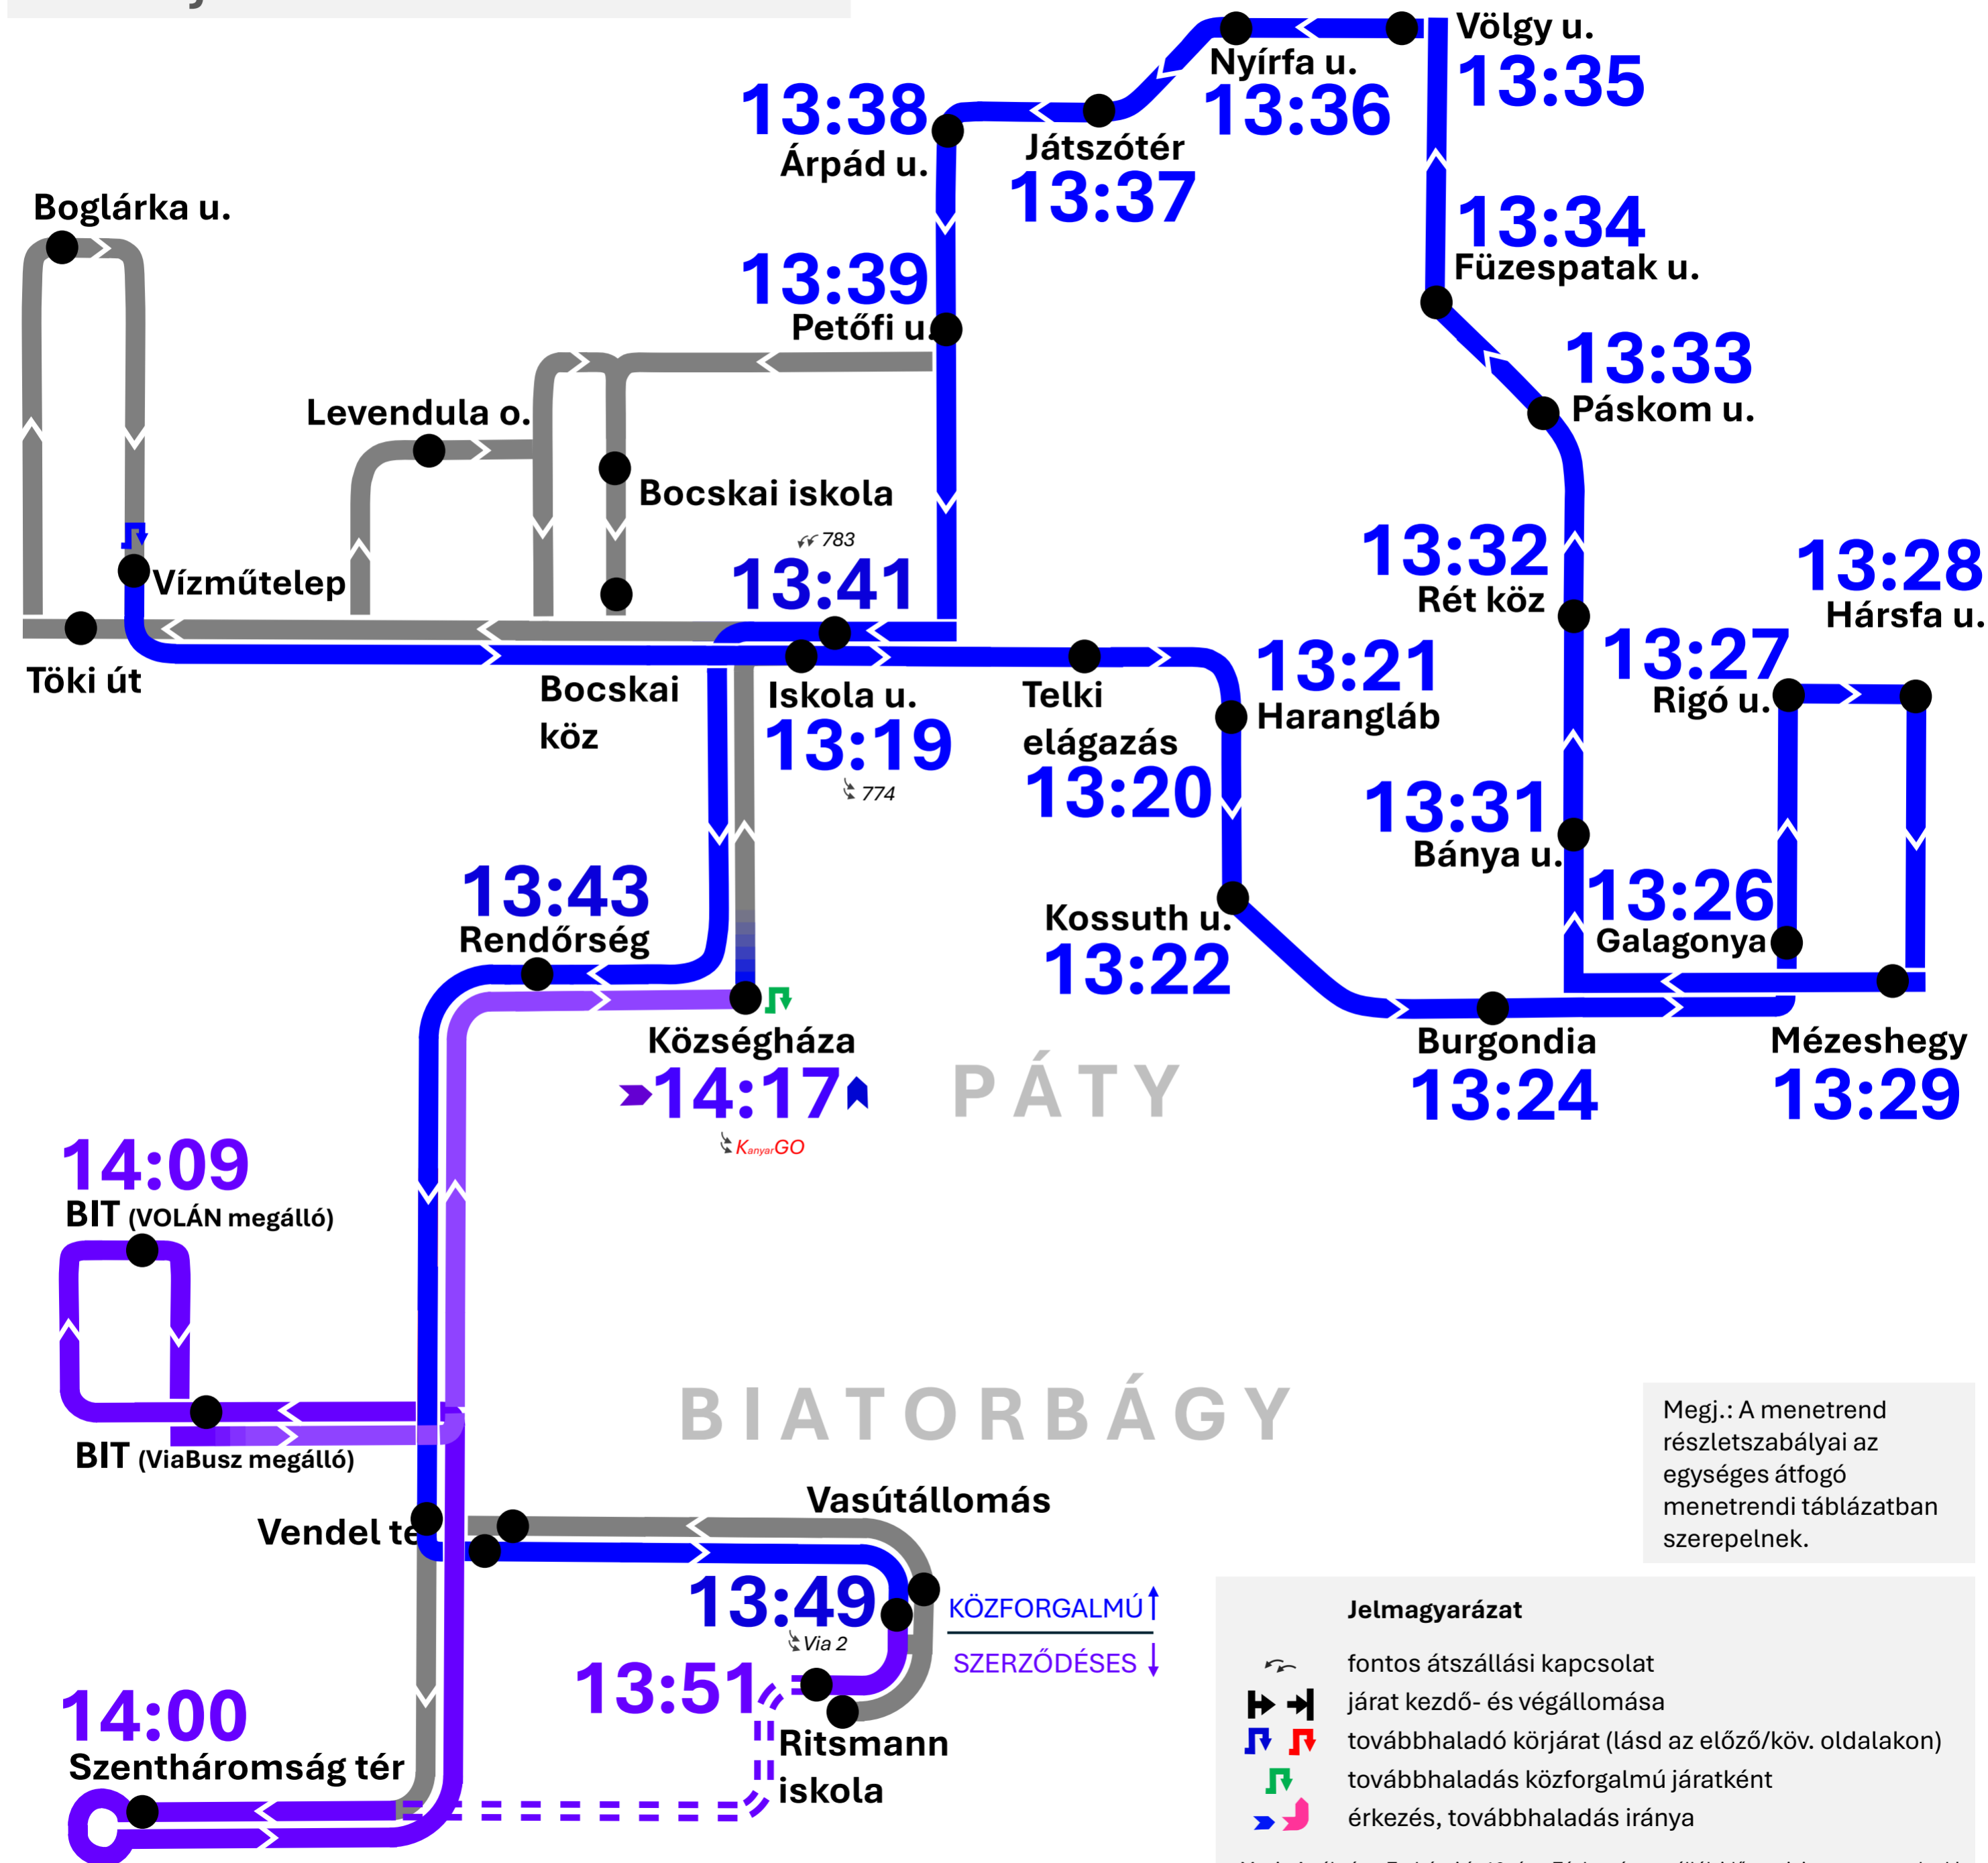 Völgy u.
13:35
Nyírfa u.
13:36
13:38
Árpád u.
Játszótér
13:37
Boglárka u.
13:34
Füzespatak u.
13:39
Petőfi u.
13:33
Páskom u.
Levendula o.
Bocskai iskola
783
13:41
13:32
Rét köz
13:28
Hársfa u.
Vízműtelep
13:27
Rigó u.
Töki út
Bocskai
köz
Iskola u.
13:19
774
Telki
elágazás
13:20
13:21
Harangláb
13:31
Bánya u.
13:43
Rendőrség
Kossuth u.
13:22
13:26
Galagonya
Községháza
14:17
KanyarGO
PÁTY
Burgondia
13:24
Mézeshegy
13:29
14:09
BIT (VOLÁN megálló)
BIATORBÁGY
BIT (ViaBusz megálló)
Megj.: A menetrend
részletszabályai az
egységes átfogó
menetrendi táblázatban
szerepelnek.
Vasútállomás
Vendel te
13:49
Via 2
KÖZFORGALMÚ
SZERZŐDÉSES
13:51
Ritsmann
iskola
14:00
Szentháromság tér
Jelmagyarázat
fontos átszállási kapcsolat
járat kezdő- és végállomása
továbbhaladó körjárat (lásd az előző/köv. oldalakon)
továbbhaladás közforgalmú járatként
érkezés, továbbhaladás iránya